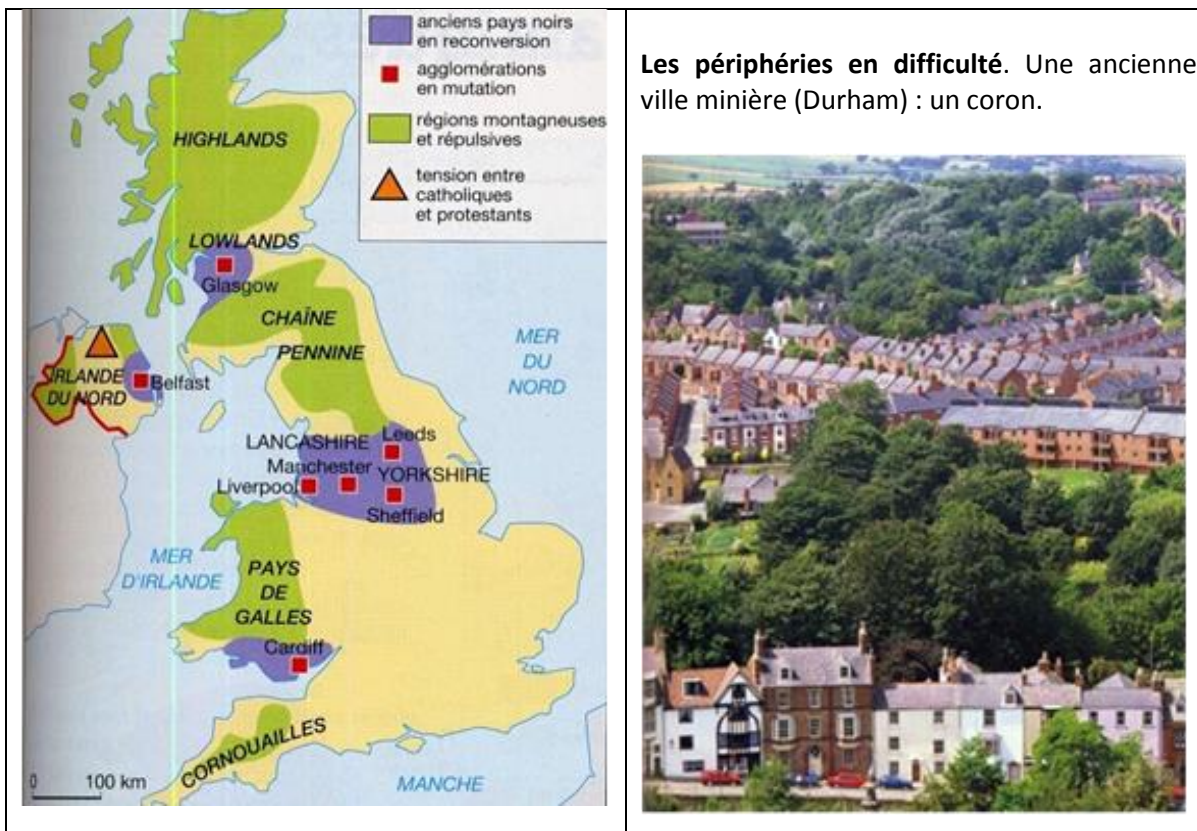 anciens pays noirs
en reconversion
agglomérations
en mutation
régions montagneuses
et répulsives
tension entre
catholiques
et protestants
HIGHLANDS
LOWLANDS
Glasgow
CHAÎNE
PENNINE
MER
DU
NORD
IRLANDE
DU NORD
Belfast
LANCASHIRE
Leeds
Manchester
YORKSHIRE
Liverpool
Sheffield
MER
D'IRLANDE
PAYS
DE
GALLES
Cardiff
CORNOUAILLES
0 100 km
MANCHE
Les périphéries en difficulté. Une ancienne
ville minière (Durham) : un coron.